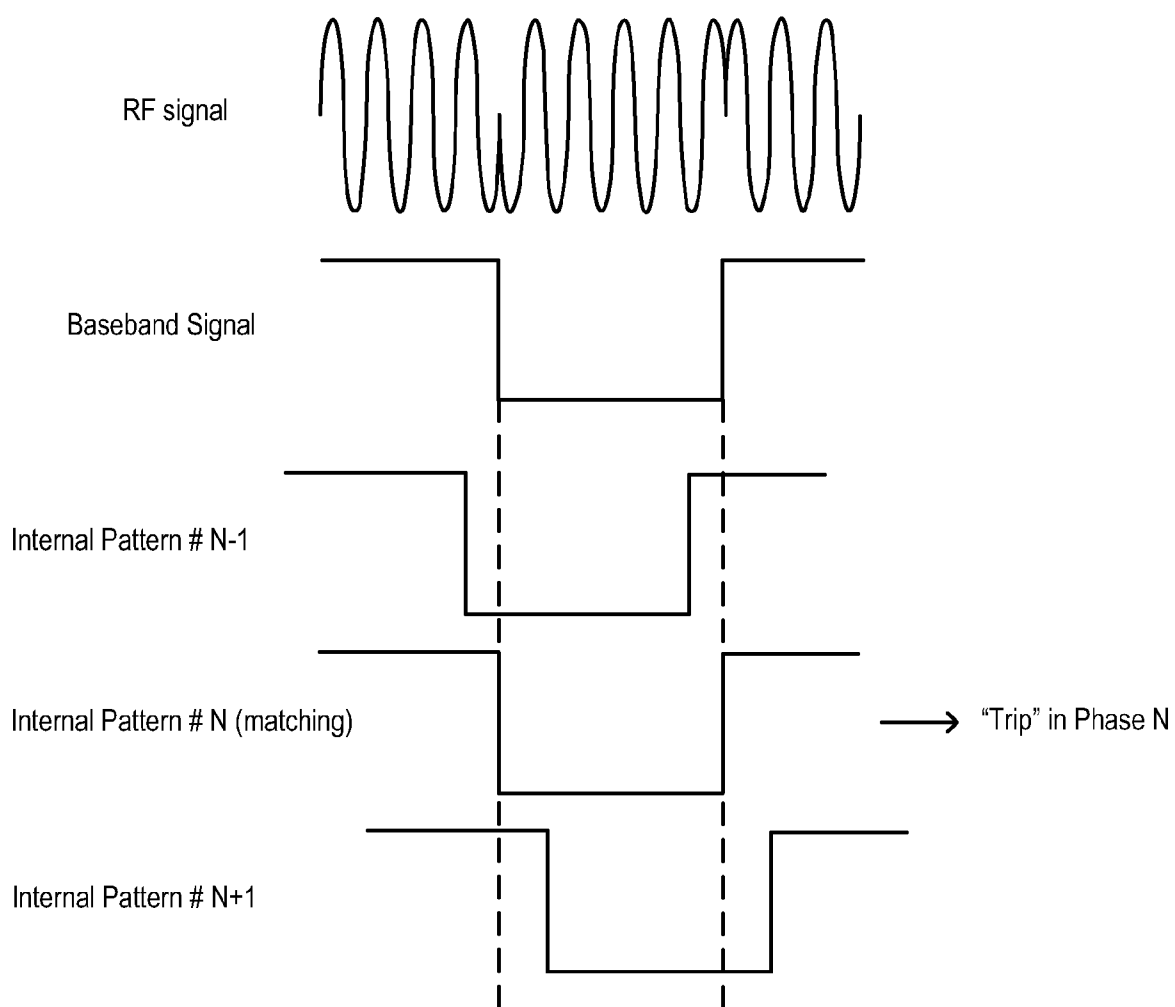 RF signal
Baseband Signal
Internal Pattern # N-1
Internal Pattern # N (matching)
“Trip” in Phase N
Internal Pattern # N+1